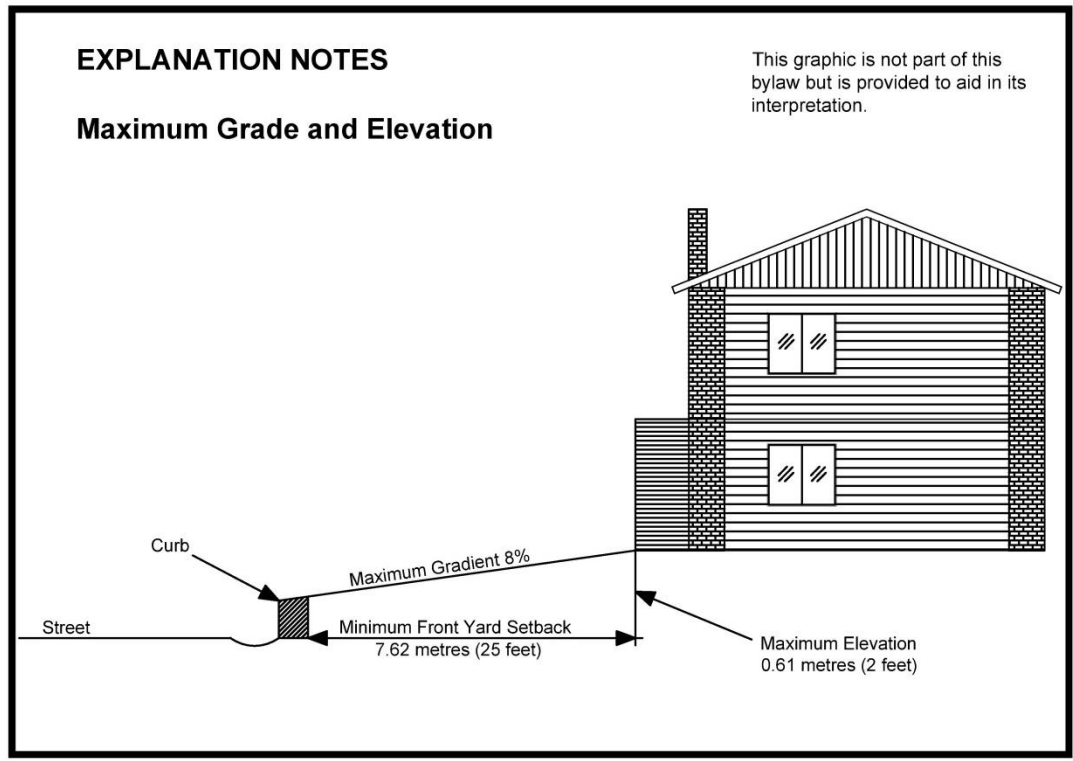 EXPLANATION NOTES
Maximum Grade and Elevation
This graphic is not part of this
bylaw but is provided to aid in its
interpretation.
Curb
Maximum Gradient 8%
Street
Minimum Front Yard Setback
7.62 metres (25 feet)
Maximum Elevation
0.61 metres (2 feet)